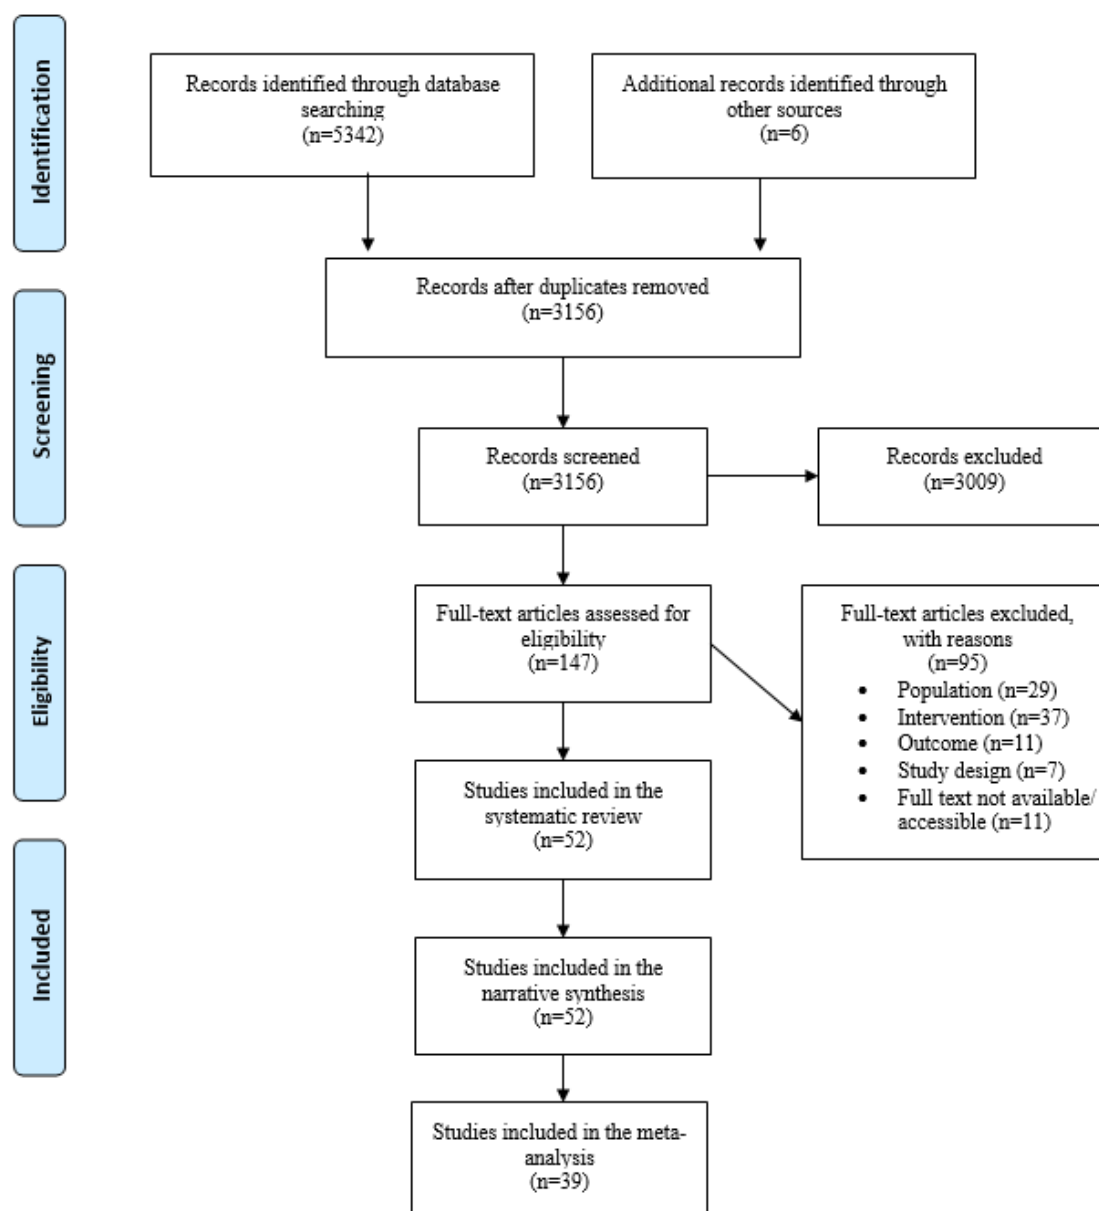 Identification
Records identified through database
searching
(n=5342)
Additional records identified through
other sources
(n=6)
Records after duplicates removed
(n=3156)
Screening
Records screened
(n=3156)
Records excluded
(n=3009)
Eligibility
Full-text articles assessed for
eligibility
(n=147)
Full-text articles excluded,
with reasons
(n=95)
• Population (n=29)
• Intervention (n=37)
• Outcome (n=11)
• Study design (n=7)
• Full text not available/
accessible (n=11)
Studies included in the
systematic review
(n=52)
Included
Studies included in the
narrative synthesis
(n=52)
Studies included in the meta-
analysis
(n=39)